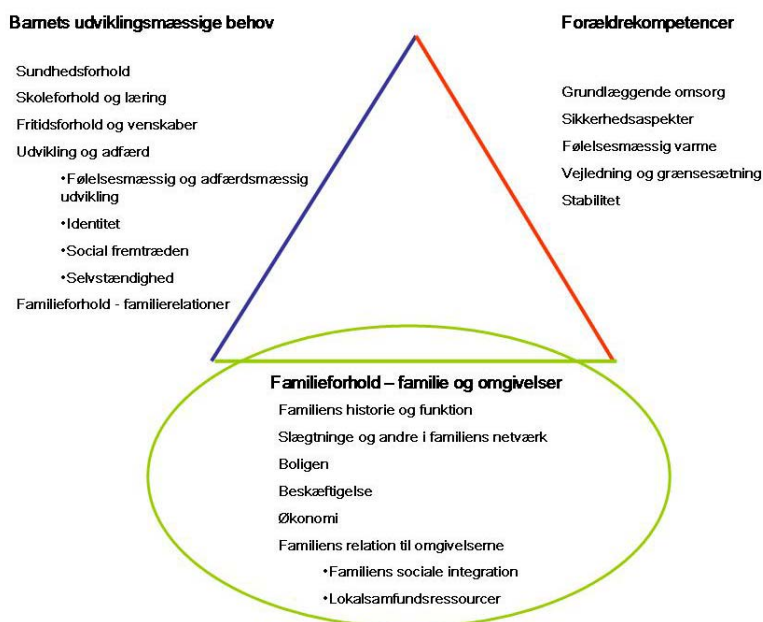 Barnets udviklingsmæssige behov
Sundhedsforhold
Skoleforhold og læring
Fritidsforhold og venskaber
Udvikling og adfærd
•Følelsesmæssig og adfærdsmæssig
udvikling
•Identitet
•Social fremtræden
•Selvstændighed
Familieforhold - familierelationer
Forældrekompetencer
Grundlæggende omsorg
Sikkerhedsaspekter
Følelsesmæssig varme
Vejledning og grænsesætning
Stabilitet
Familieforhold – familie og omgivelser
Familiens historie og funktion
Slægtninge og andre i familiens netværk
Boligen
Beskæftigelse
Økonomi
Familiens relation til omgivelserne
•Familiens sociale integration
•Lokalsamfundsressourcer